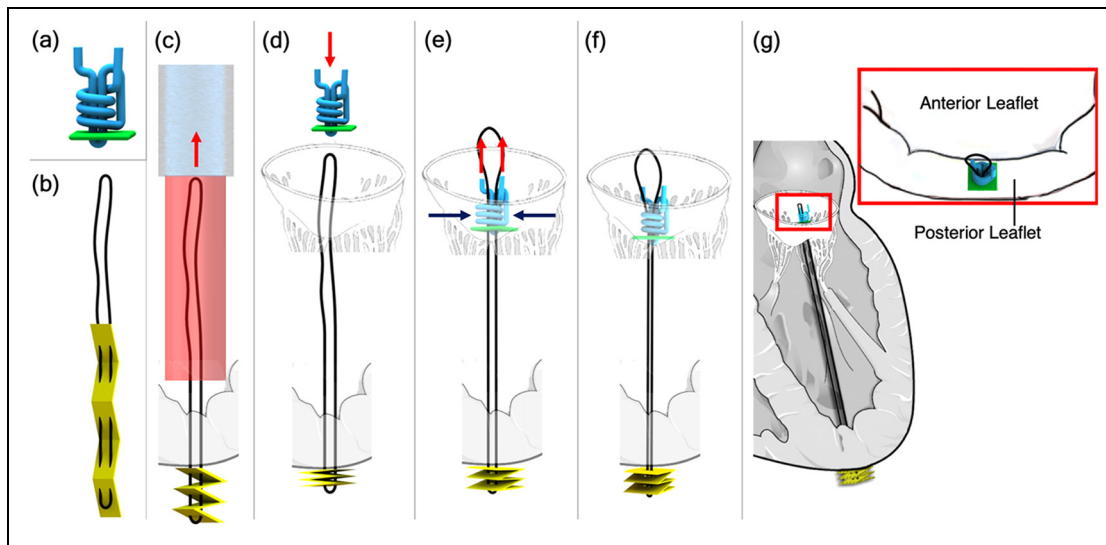 (a)
(b)
(c)
(d)
(e)
(f)
(g)
Anterior Leaflet
Posterior Leaflet